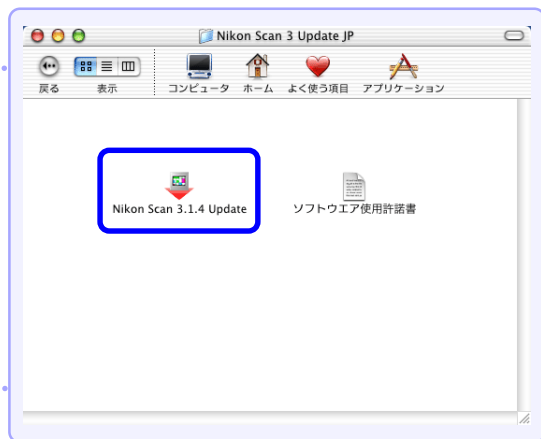 Nikon Scan 3 Update JP
戻る 表示 コンピュータ ホーム よく使う項目 アプリケーション
Nikon Scan 3.1.4 Update ソフトウエア使用許諾書